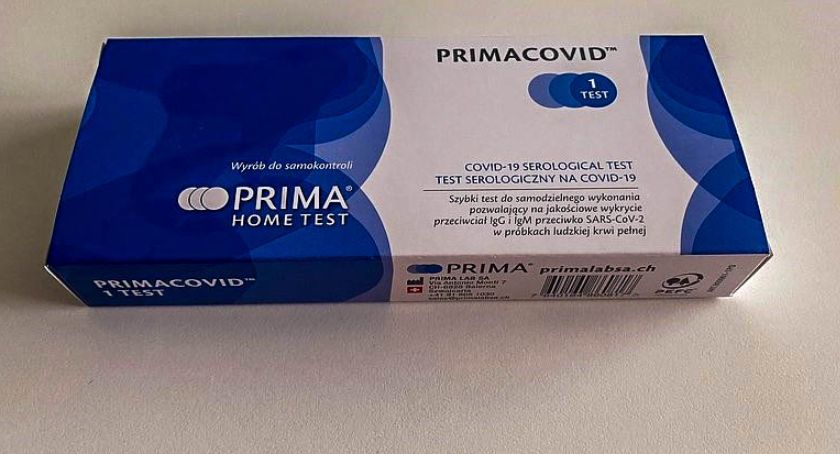 PRIMACOVID™
1
TEST
Wyrób do samokontroli
PRIMA®
HOME TEST
COVID-19 SEROLOGICAL TEST
TEST SEROLOGICZNY NA COVID-19
Szybki test do samodzielnego wykonania
pozwalający na jakościowe wykrycie
przeciwciał IgG i IgM przeciwko SARS-CoV-2
w próbkach ludzkiej krwi pełnej
PRIMACOVID™
1 TEST
PRIMA® primalabsa.ch
PRIMA LAB SA
Via Antonio Monti 7
CH-6828 Balerna
PEFC